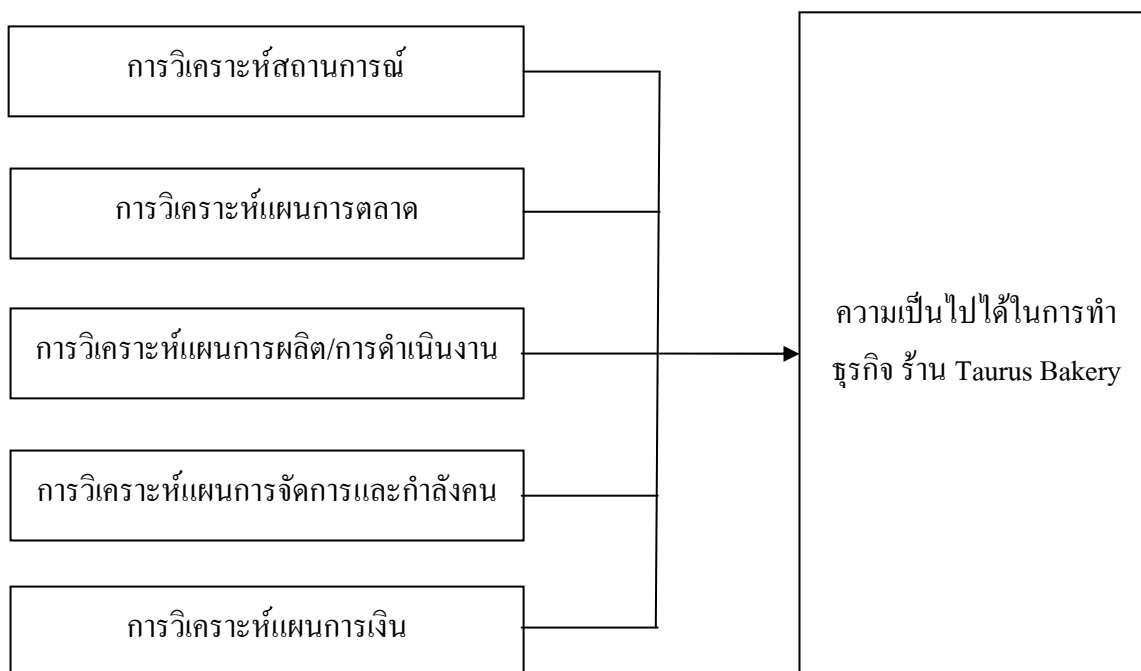 การวิเคราะห์สถานการณ์
การวิเคราะห์แผนการตลาด
การวิเคราะห์แผนการผลิต/การดำเนินงาน
การวิเคราะห์แผนการจัดการและกำลังคน
การวิเคราะห์แผนการเงิน
ความเป็นไปได้ในการทำ
ธุรกิจ ร้าน Taurus Bakery